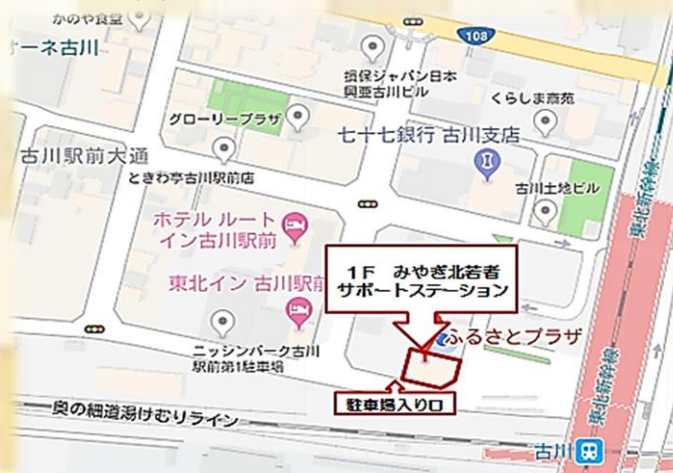 かのや食堂
ーネ古川
108
損保ジャパン日本
興亜古川ビル
くらしま斎苑
グローリープラザ
七十七銀行 古川支店
古川駅前大通
ときわ亭古川駅前店
古川土地ビル
東北新幹線
ホテル ルート
イン古川駅前
1F みやぎ北若者
サポートステーション
東北イン 古川駅前
ふるさとプラザ
ニッシンパーク古川
駅前第1駐車場
東北新幹線
駐車場入り口
奥の細道湯けむりライン
古川